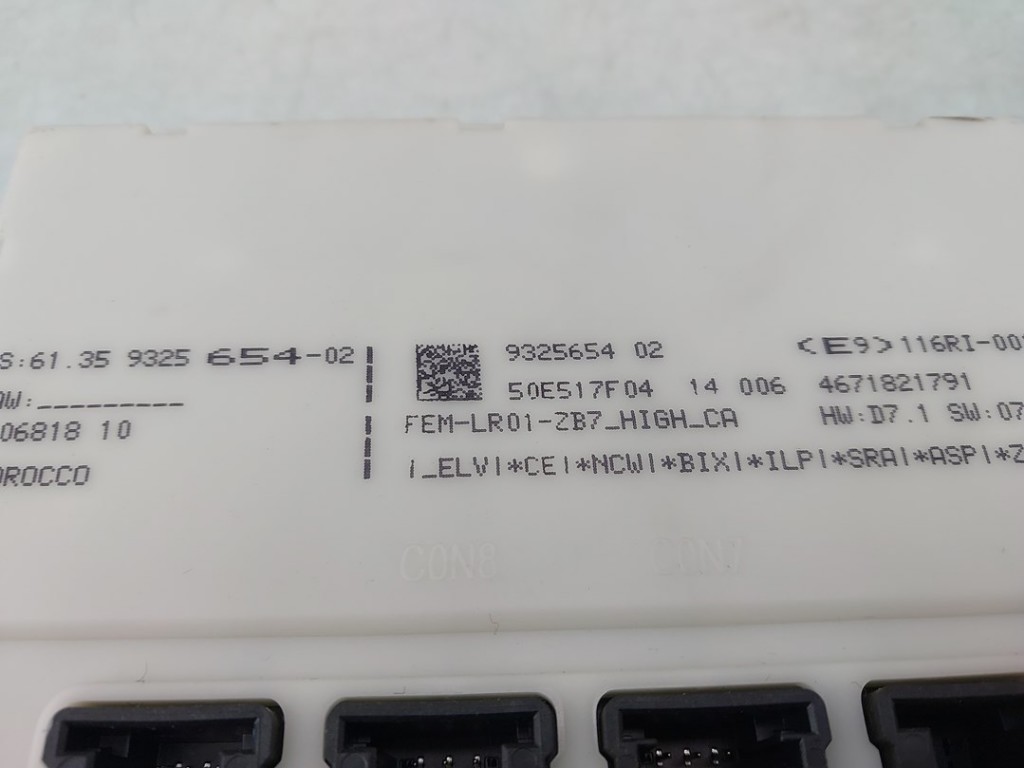 S:61.35 9325 654-02
W:_________
06818 10
OROCCO
9325654 02
50E517F04 14 006
FEM-LR01-ZB7_HIGH_CA
<E9>116RI-00
4671821791
HW:D7.1 SW:07
|_ELV|*CE|*NCW|*BIX|*ILP|*SRA|*ASP|*Z
CON8